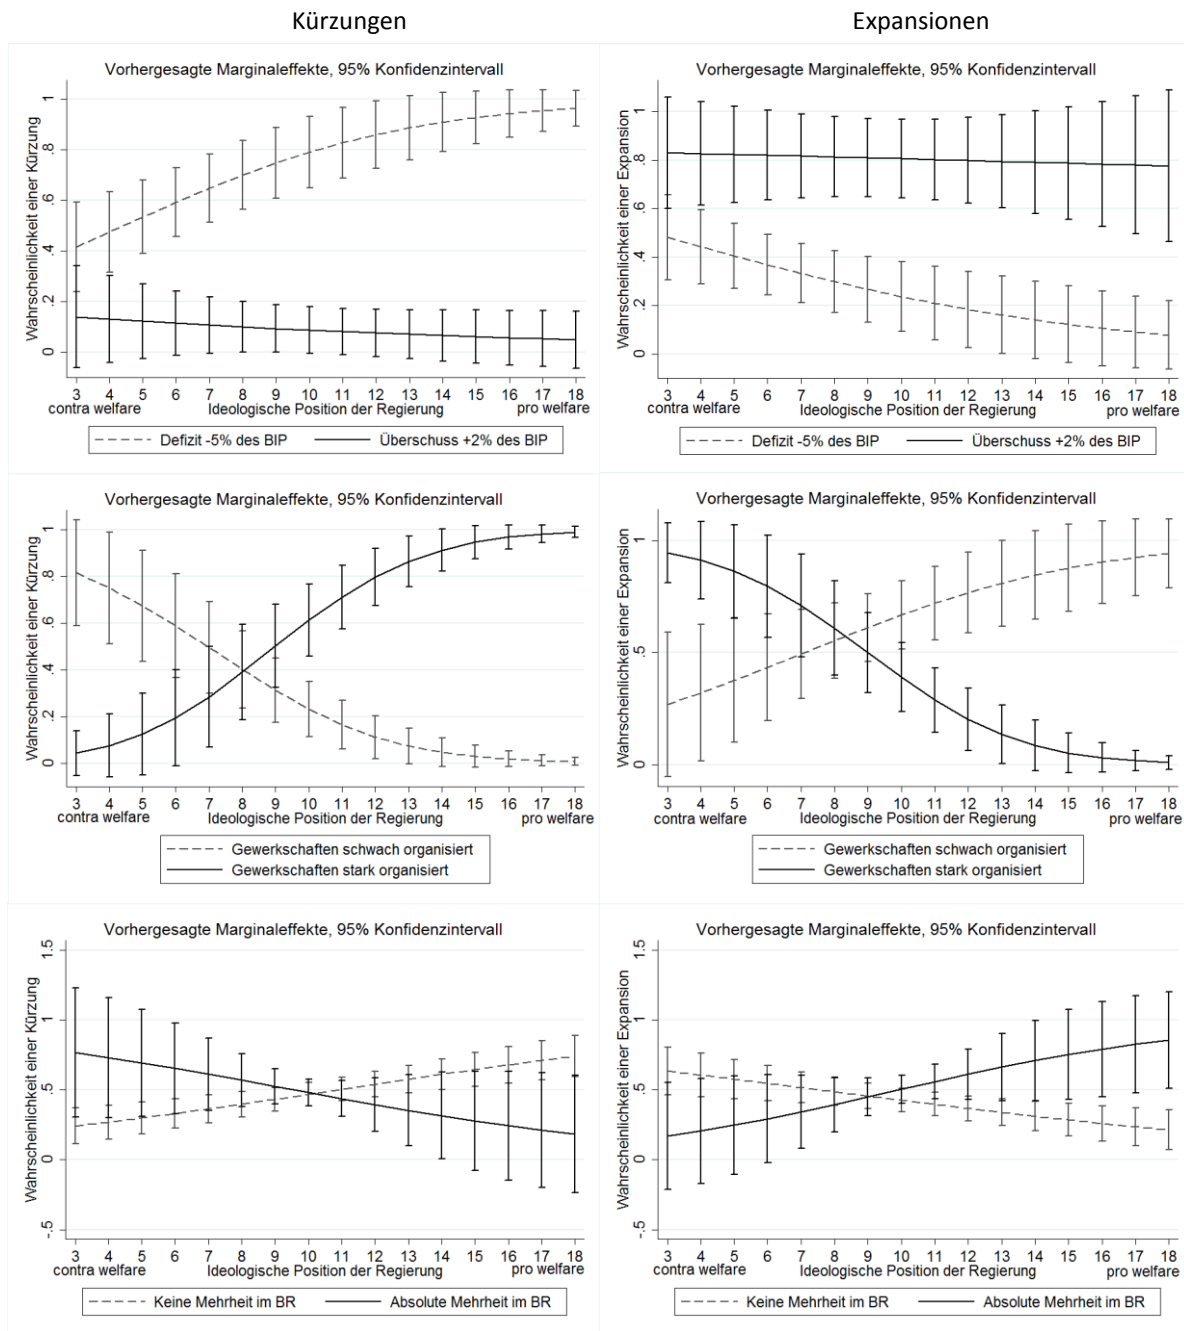 Kürzungen
Expansionen
Vorhergesagte Marginaleffekte, 95% Konfidenzintervall
Wahrscheinlichkeit einer Kürzung
1
.8
.6
.4
.2
0
3 4 5 6 7 8 9 10 11 12 13 14 15 16 17 18
contra welfare Ideologische Position der Regierung pro welfare
Defizit -5% des BIP Überschuss +2% des BIP
Vorhergesagte Marginaleffekte, 95% Konfidenzintervall
Wahrscheinlichkeit einer Expansion
1
.8
.6
.4
.2
0
3 4 5 6 7 8 9 10 11 12 13 14 15 16 17 18
contra welfare Ideologische Position der Regierung pro welfare
Defizit -5% des BIP Überschuss +2% des BIP
Vorhergesagte Marginaleffekte, 95% Konfidenzintervall
Wahrscheinlichkeit einer Kürzung
1
.8
.6
.4
.2
0
3 4 5 6 7 8 9 10 11 12 13 14 15 16 17 18
contra welfare Ideologische Position der Regierung pro welfare
Gewerkschaften schwach organisiert
Gewerkschaften stark organisiert
Vorhergesagte Marginaleffekte, 95% Konfidenzintervall
Wahrscheinlichkeit einer Expansion
1
.5
0
3 4 5 6 7 8 9 10 11 12 13 14 15 16 17 18
contra welfare Ideologische Position der Regierung pro welfare
Gewerkschaften schwach organisiert
Gewerkschaften stark organisiert
Vorhergesagte Marginaleffekte, 95% Konfidenzintervall
Wahrscheinlichkeit einer Kürzung
1.5
1
.5
0
-.5
3 4 5 6 7 8 9 10 11 12 13 14 15 16 17 18
contra welfare Ideologische Position der Regierung pro welfare
Keine Mehrheit im BR Absolute Mehrheit im BR
Vorhergesagte Marginaleffekte, 95% Konfidenzintervall
Wahrscheinlichkeit einer Expansion
1.5
1
.5
0
-.5
3 4 5 6 7 8 9 10 11 12 13 14 15 16 17 18
contra welfare Ideologische Position der Regierung pro welfare
Keine Mehrheit im BR Absolute Mehrheit im BR